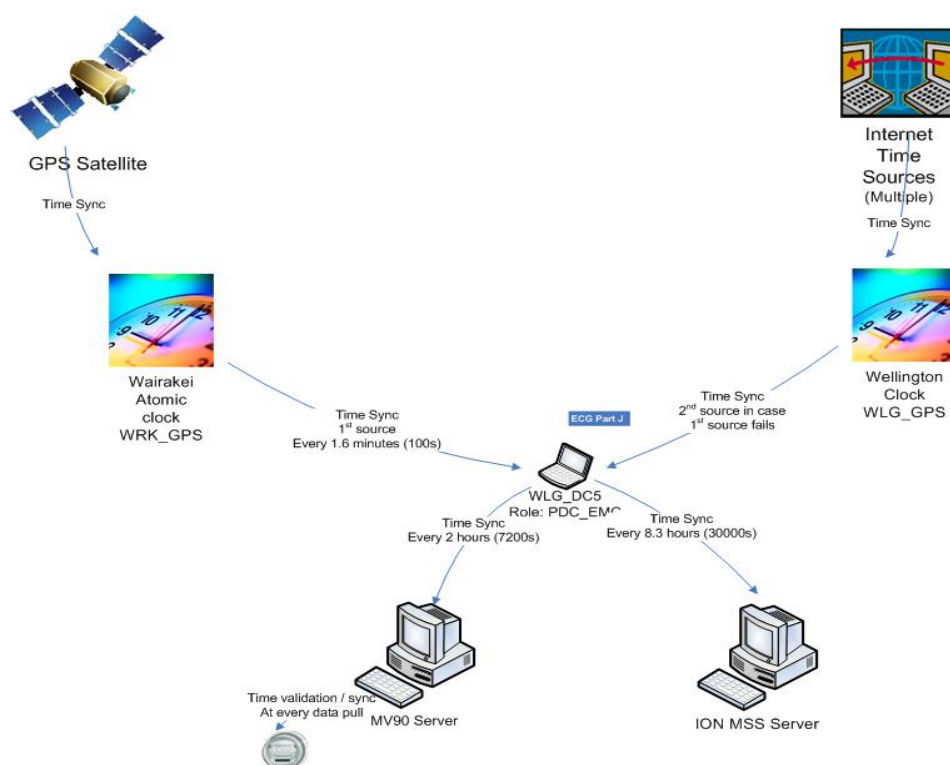 GPS Satellite
Time Sync
Internet
Time
Sources
(Multiple)
Time Sync
Wairakei
Atomic
clock
WRK_GPS
Wellington
Clock
WLG_GPS
Time Sync
1st source
Every 1.6 minutes (100s)
ECG Part J
Time Sync
2nd source in case
1st source fails
WLG_DC5
Role: PDC_EMC
Time Sync
Every 2 hours (7200s)
Time Sync
Every 8.3 hours (30000s)
Time validation / sync
At every data pull
MV90 Server
ION MSS Server